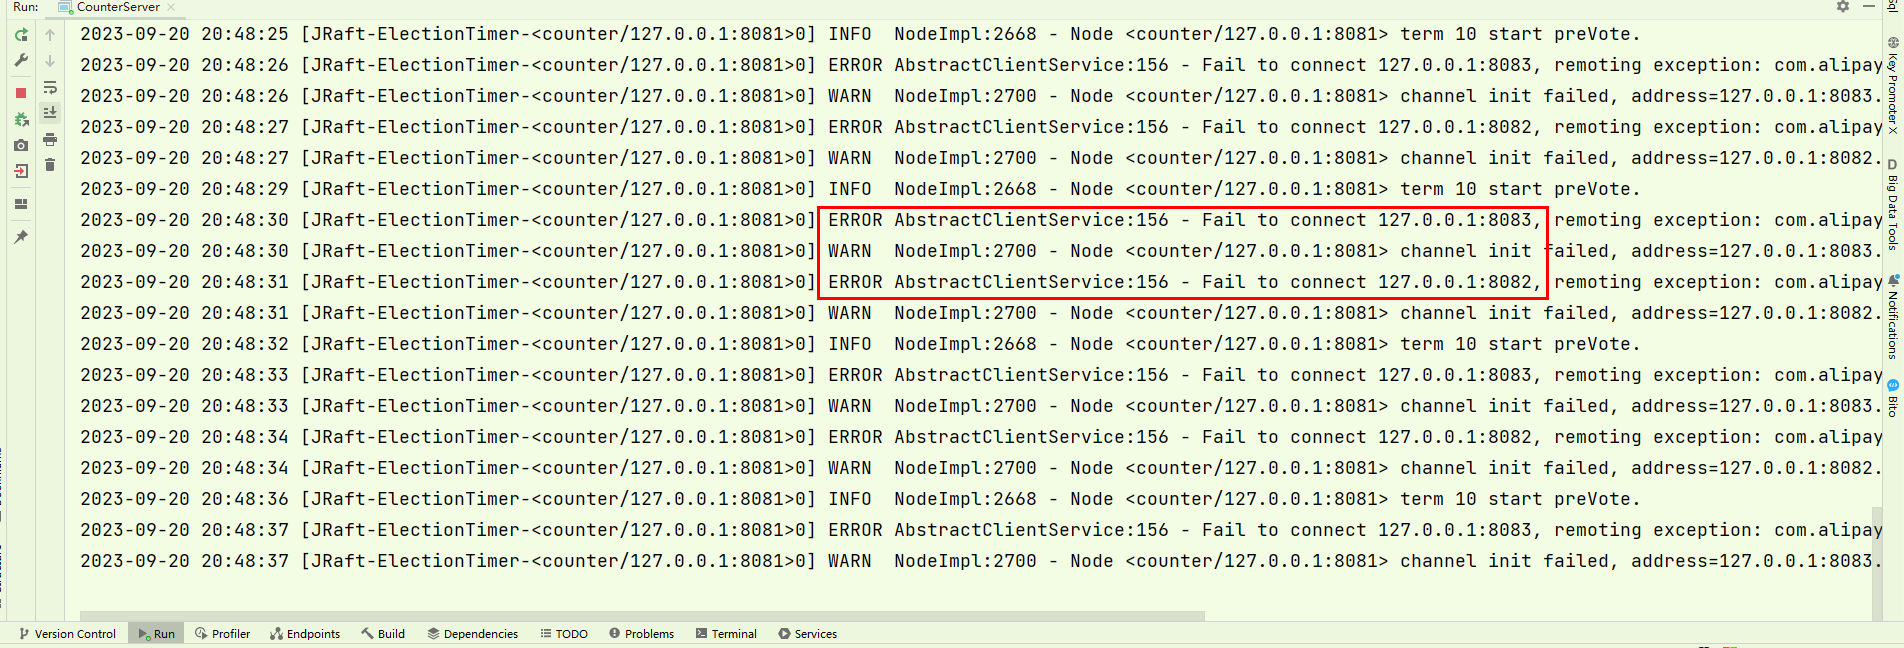 Run: CounterServer
2023-09-20 20:48:25 [JRaft-ElectionTimer-<counter/127.0.0.1:8081>0] INFO  NodeImpl:2668 - Node <counter/127.0.0.1:8081> term 10 start preVote.
2023-09-20 20:48:26 [JRaft-ElectionTimer-<counter/127.0.0.1:8081>0] ERROR AbstractClientService:156 - Fail to connect 127.0.0.1:8083, remoting exception: com.alipay
2023-09-20 20:48:26 [JRaft-ElectionTimer-<counter/127.0.0.1:8081>0] WARN  NodeImpl:2700 - Node <counter/127.0.0.1:8081> channel init failed, address=127.0.0.1:8083.
2023-09-20 20:48:27 [JRaft-ElectionTimer-<counter/127.0.0.1:8081>0] ERROR AbstractClientService:156 - Fail to connect 127.0.0.1:8082, remoting exception: com.alipay
2023-09-20 20:48:27 [JRaft-ElectionTimer-<counter/127.0.0.1:8081>0] WARN  NodeImpl:2700 - Node <counter/127.0.0.1:8081> channel init failed, address=127.0.0.1:8082.
2023-09-20 20:48:29 [JRaft-ElectionTimer-<counter/127.0.0.1:8081>0] INFO  NodeImpl:2668 - Node <counter/127.0.0.1:8081> term 10 start preVote.
2023-09-20 20:48:30 [JRaft-ElectionTimer-<counter/127.0.0.1:8081>0] ERROR AbstractClientService:156 - Fail to connect 127.0.0.1:8083, remoting exception: com.alipay
2023-09-20 20:48:30 [JRaft-ElectionTimer-<counter/127.0.0.1:8081>0] WARN  NodeImpl:2700 - Node <counter/127.0.0.1:8081> channel init failed, address=127.0.0.1:8083.
2023-09-20 20:48:31 [JRaft-ElectionTimer-<counter/127.0.0.1:8081>0] ERROR AbstractClientService:156 - Fail to connect 127.0.0.1:8082, remoting exception: com.alipay
2023-09-20 20:48:31 [JRaft-ElectionTimer-<counter/127.0.0.1:8081>0] WARN  NodeImpl:2700 - Node <counter/127.0.0.1:8081> channel init failed, address=127.0.0.1:8082.
2023-09-20 20:48:32 [JRaft-ElectionTimer-<counter/127.0.0.1:8081>0] INFO  NodeImpl:2668 - Node <counter/127.0.0.1:8081> term 10 start preVote.
2023-09-20 20:48:33 [JRaft-ElectionTimer-<counter/127.0.0.1:8081>0] ERROR AbstractClientService:156 - Fail to connect 127.0.0.1:8083, remoting exception: com.alipay
2023-09-20 20:48:33 [JRaft-ElectionTimer-<counter/127.0.0.1:8081>0] WARN  NodeImpl:2700 - Node <counter/127.0.0.1:8081> channel init failed, address=127.0.0.1:8083.
2023-09-20 20:48:34 [JRaft-ElectionTimer-<counter/127.0.0.1:8081>0] ERROR AbstractClientService:156 - Fail to connect 127.0.0.1:8082, remoting exception: com.alipay
2023-09-20 20:48:34 [JRaft-ElectionTimer-<counter/127.0.0.1:8081>0] WARN  NodeImpl:2700 - Node <counter/127.0.0.1:8081> channel init failed, address=127.0.0.1:8082.
2023-09-20 20:48:36 [JRaft-ElectionTimer-<counter/127.0.0.1:8081>0] INFO  NodeImpl:2668 - Node <counter/127.0.0.1:8081> term 10 start preVote.
2023-09-20 20:48:37 [JRaft-ElectionTimer-<counter/127.0.0.1:8081>0] ERROR AbstractClientService:156 - Fail to connect 127.0.0.1:8083, remoting exception: com.alipay
2023-09-20 20:48:37 [JRaft-ElectionTimer-<counter/127.0.0.1:8081>0] WARN  NodeImpl:2700 - Node <counter/127.0.0.1:8081> channel init failed, address=127.0.0.1:8083.
Key Promoter X
D Big Data Tools
Notifications
Bito
Version Control Run Profiler Endpoints Build Dependencies TODO Problems Terminal Services